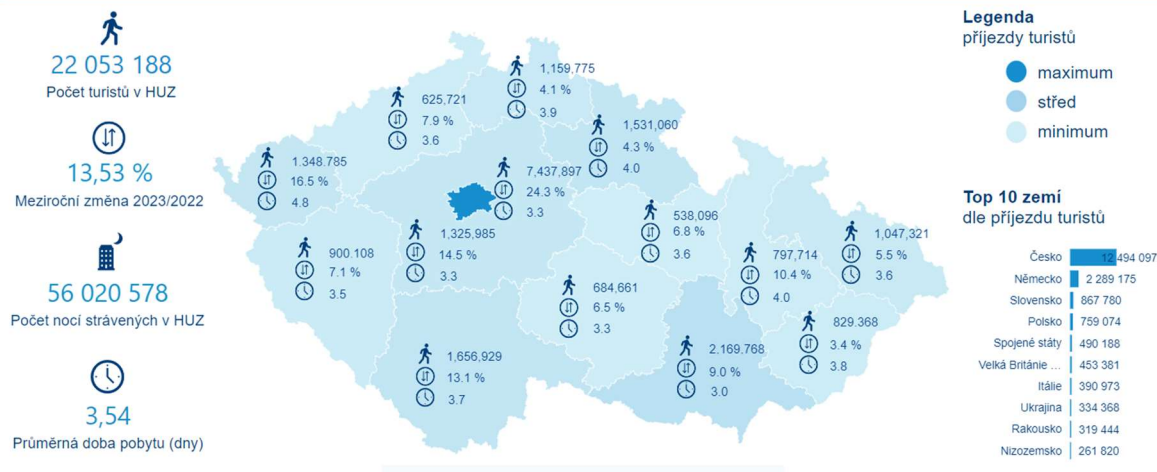 22 053 188
Počet turistů v HUZ
13,53 %
Meziroční změna 2023/2022
56 020 578
Počet nocí strávených v HUZ
3,54
Průměrná doba pobytu (dny)
1,159,775
4.1 %
3.9
625,721
7.9 %
3.6
1,531,060
4.3 %
4.0
1.348.785
16.5 %
4.8
7,437,897
24.3 %
3.3
538,096
6.8 %
3.6
1,047,321
5.5 %
3.6
900.108
7.1 %
3.5
1,325,985
14.5 %
3.3
797,714
10.4 %
4.0
684,661
6.5 %
3.3
829.368
3.4 %
3.8
1,656,929
13.1 %
3.7
2.169.768
9.0 %
3.0
Legenda
příjezdy turistů
maximum
střed
minimum
Top 10 zemí
dle příjezdu turistů
Česko 12 494 097
Německo 2 289 175
Slovensko 867 780
Polsko 759 074
Spojené státy 490 188
Velká Británie ... 453 381
Itálie 390 973
Ukrajina 334 368
Rakousko 319 444
Nizozemsko 261 820